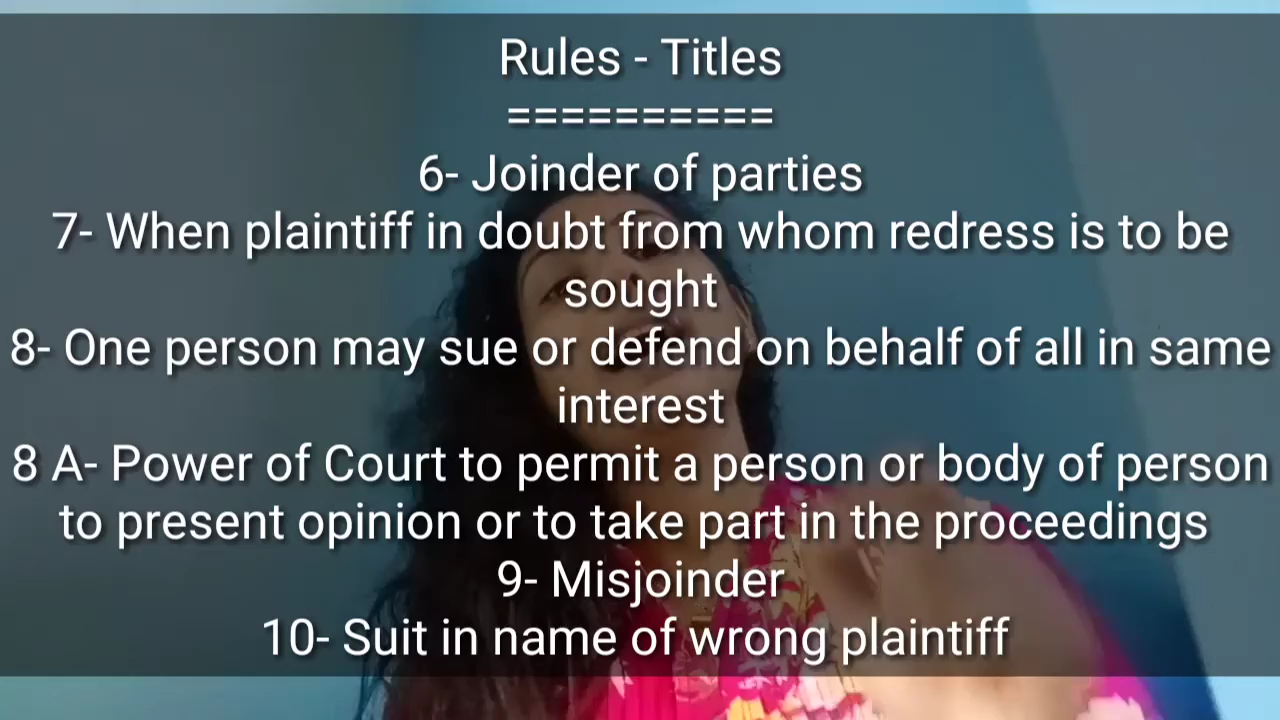 Rules - Titles
==========
6- Joinder of parties
7- When plaintiff in doubt from whom redress is to be
sought
8- One person may sue or defend on behalf of all in same
interest
8 A- Power of Court to permit a person or body of person
to present opinion or to take part in the proceedings
9- Misjoinder
10- Suit in name of wrong plaintiff